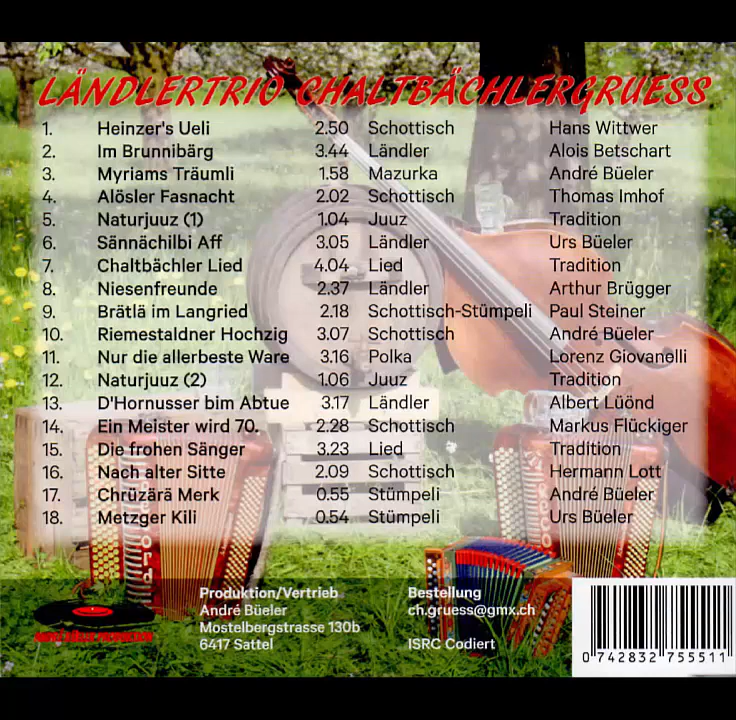 LÄNDLERTRIO CHALTBÄCHLERGRUESS
1. Heinzer's Ueli 2.50 Schottisch Hans Wittwer
2. Im Brunnibärg 3.44 Ländler Alois Betschart
3. Myriams Träumli 1.58 Mazurka André Büeler
4. Alösler Fasnacht 2.02 Schottisch Thomas Imhof
5. Naturjuuz (1) 1.04 Juuz Tradition
6. Sännächilbi Aff 3.05 Ländler Urs Büeler
7. Chaltbächler Lied 4.04 Lied Tradition
8. Niesenfreunde 2.37 Ländler Arthur Brügger
9. Brätlä im Langried 2.18 Schottisch-Stümpeli Paul Steiner
10. Riemestaldner Hochzig 3.07 Schottisch André Büeler
11. Nur die allerbeste Ware 3.16 Polka Lorenz Giovanelli
12. Naturjuuz (2) 1.06 Juuz Tradition
13. D'Hornusser bim Abtue 3.17 Ländler Albert Lüönd
14. Ein Meister wird 70. 2.28 Schottisch Markus Flückiger
15. Die frohen Sänger 3.23 Lied Tradition
16. Nach alter Sitte 2.09 Schottisch Hermann Lott
17. Chrüzärä Merk 0.55 Stümpeli André Büeler
18. Metzger Kili 0.54 Stümpeli Urs Büeler
Produktion/Vertrieb
André Büeler
Mostelbergstrasse 130b
6417 Sattel
Bestellung
ch.gruess@gmx.ch
ISRC Codiert
0 742832 755511